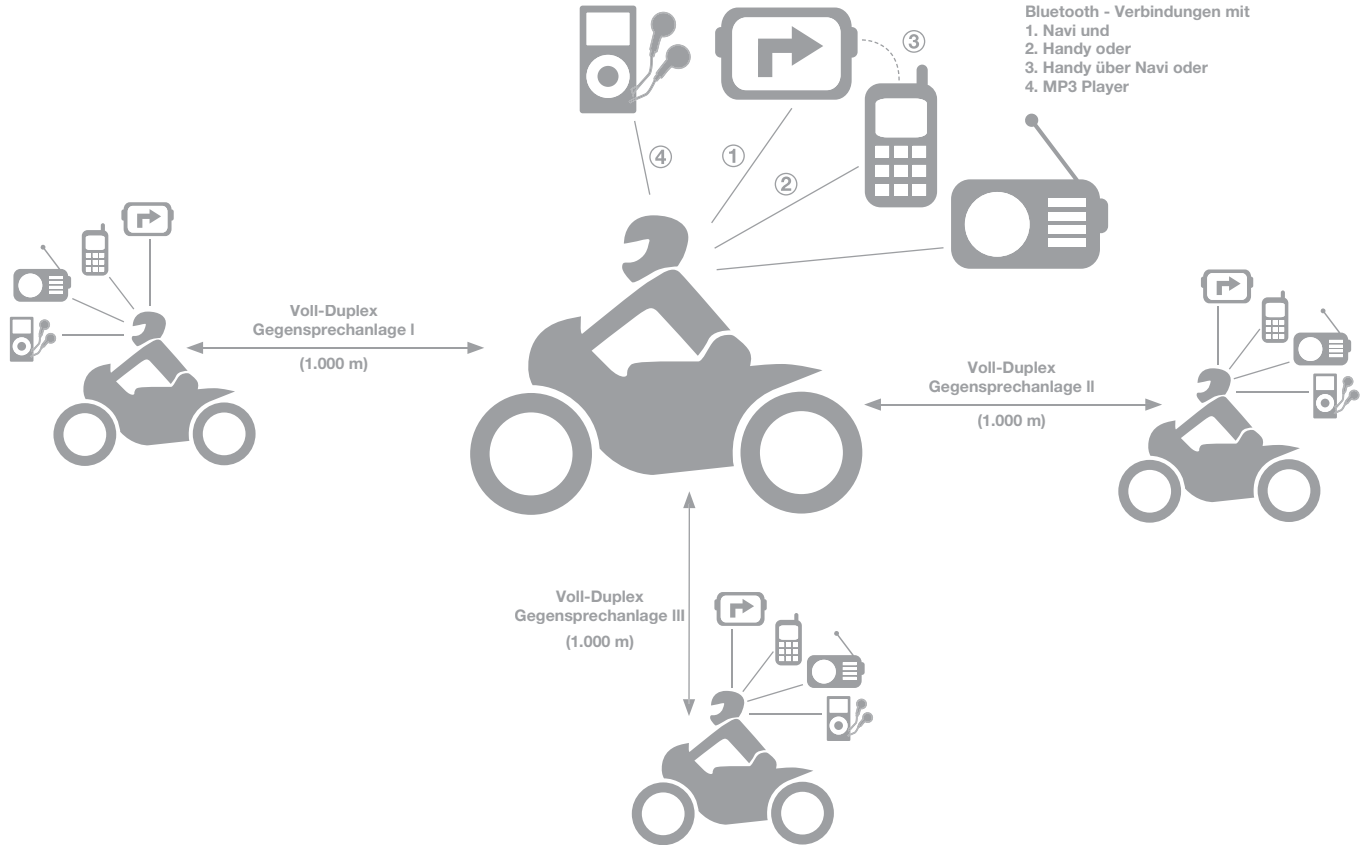 Bluetooth - Verbindungen mit
1. Navi und
2. Handy oder
3. Handy über Navi oder
4. MP3 Player
③
④
①
②
Voll-Duplex
Gegensprechanlage I
(1.000 m)
Voll-Duplex
Gegensprechanlage II
(1.000 m)
Voll-Duplex
Gegensprechanlage III
(1.000 m)